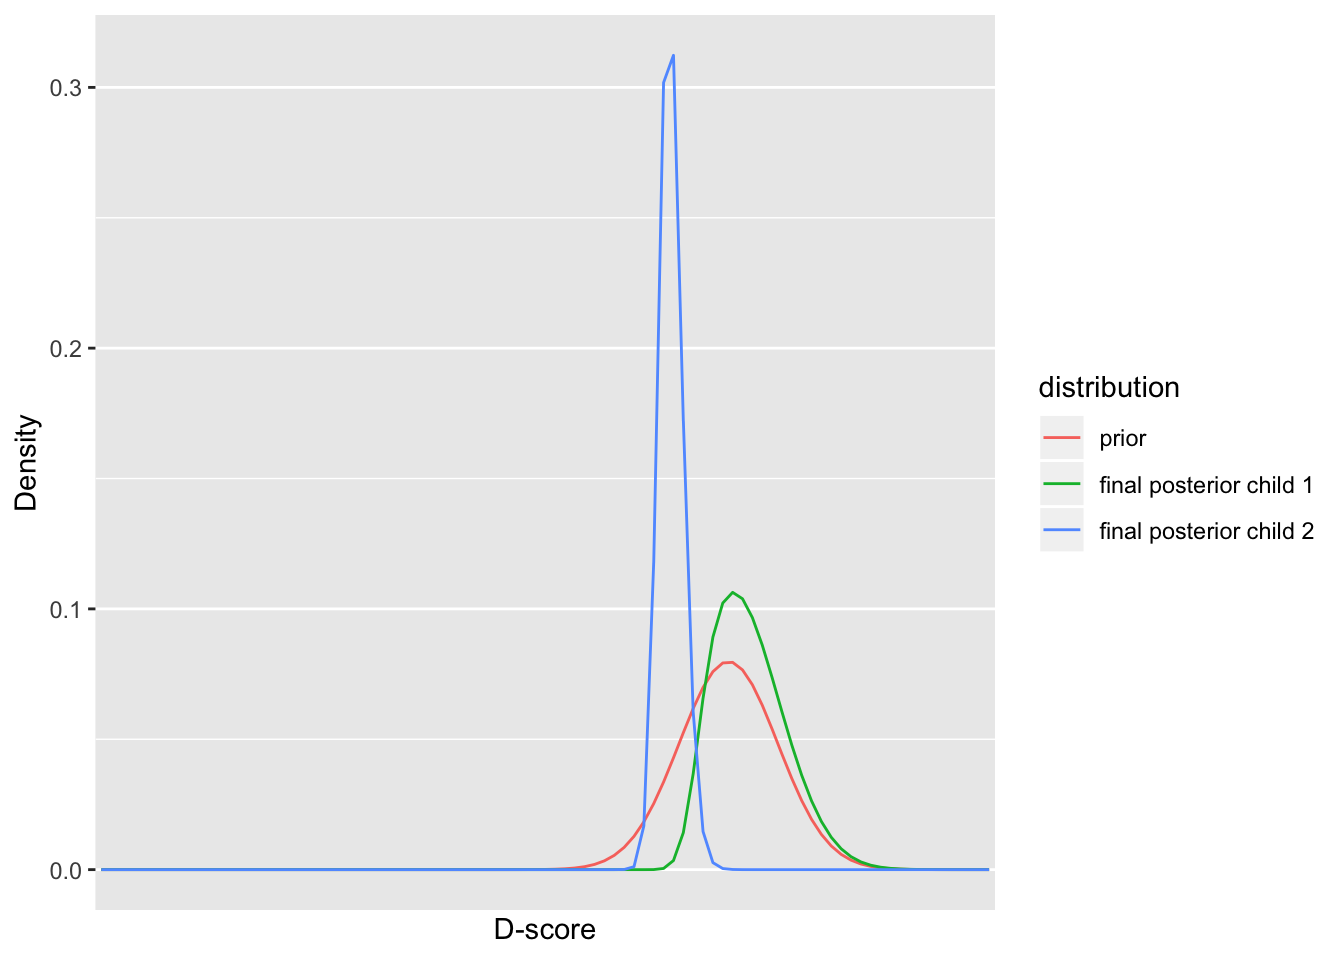 0.3
0.2
0.1
0.0
Density
D-score
distribution
prior
final posterior child 1
final posterior child 2